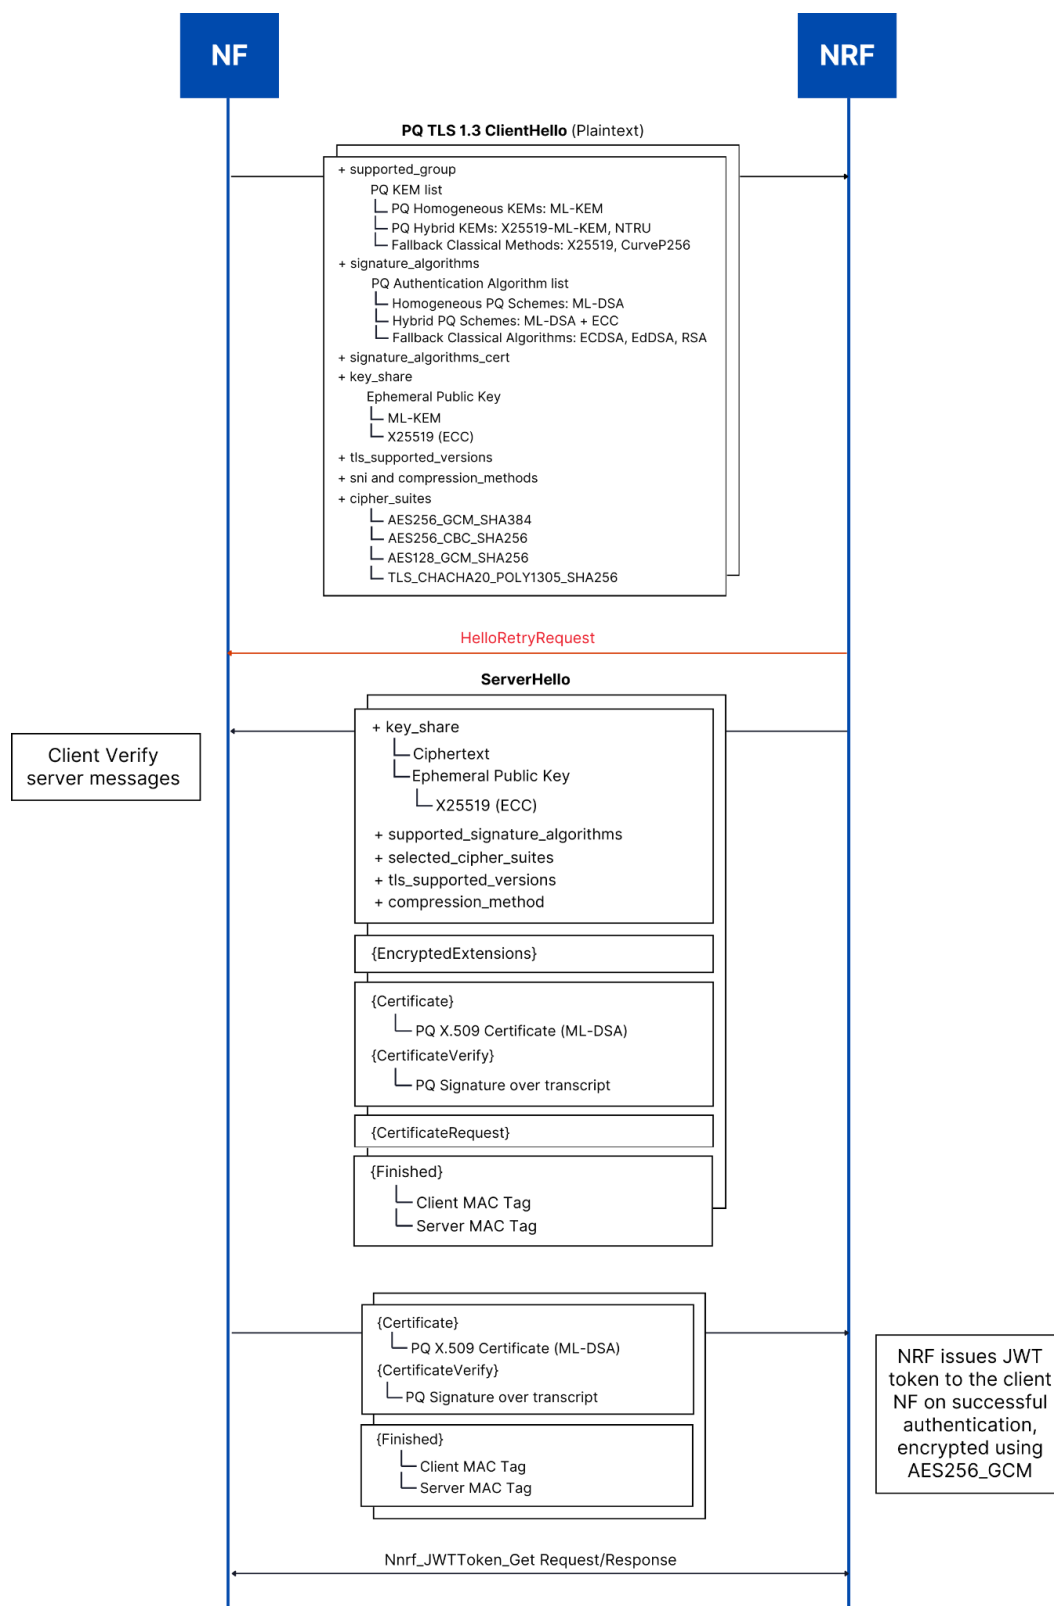 NF
NRF
PQ TLS 1.3 ClientHello (Plaintext)
+ supported_group
PQ KEM list
PQ Homogeneous KEMs: ML-KEM
PQ Hybrid KEMs: X25519-ML-KEM, NTRU
Fallback Classical Methods: X25519, CurveP256
+ signature_algorithms
PQ Authentication Algorithm list
Homogeneous PQ Schemes: ML-DSA
Hybrid PQ Schemes: ML-DSA + ECC
Fallback Classical Algorithms: ECDSA, EdDSA, RSA
+ signature_algorithms_cert
+ key_share
Ephemeral Public Key
ML-KEM
X25519 (ECC)
+ tls_supported_versions
+ sni and compression_methods
+ cipher_suites
AES256_GCM_SHA384
AES256_CBC_SHA256
AES128_GCM_SHA256
TLS_CHACHA20_POLY1305_SHA256
HelloRetryRequest
ServerHello
+ key_share
Ciphertext
Ephemeral Public Key
X25519 (ECC)
+ supported_signature_algorithms
+ selected_cipher_suites
+ tls_supported_versions
+ compression_method
Client Verify
server messages
{EncryptedExtensions}
{Certificate}
PQ X.509 Certificate (ML-DSA)
{CertificateVerify}
PQ Signature over transcript
{CertificateRequest}
{Finished}
Client MAC Tag
Server MAC Tag
{Certificate}
PQ X.509 Certificate (ML-DSA)
{CertificateVerify}
PQ Signature over transcript
{Finished}
Client MAC Tag
Server MAC Tag
NRF issues JWT
token to the client
NF on successful
authentication,
encrypted using
AES256_GCM
Nnrf_JWTToken_Get Request/Response